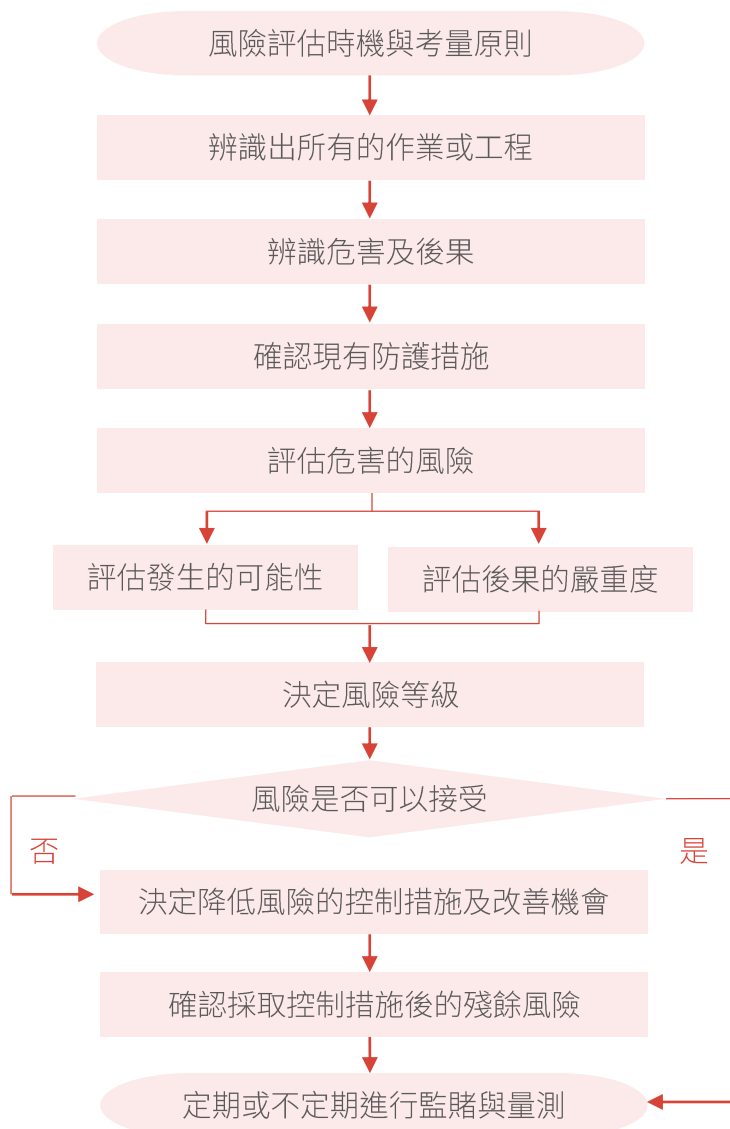 風險評估時機與考量原則
辨識出所有的作業或工程
辨識危害及後果
確認現有防護措施
評估危害的風險
評估發生的可能性
評估後果的嚴重度
決定風險等級
風險是否可以接受
否
是
決定降低風險的控制措施及改善機會
確認採取控制措施後的殘餘風險
定期或不定期進行監賭與量測